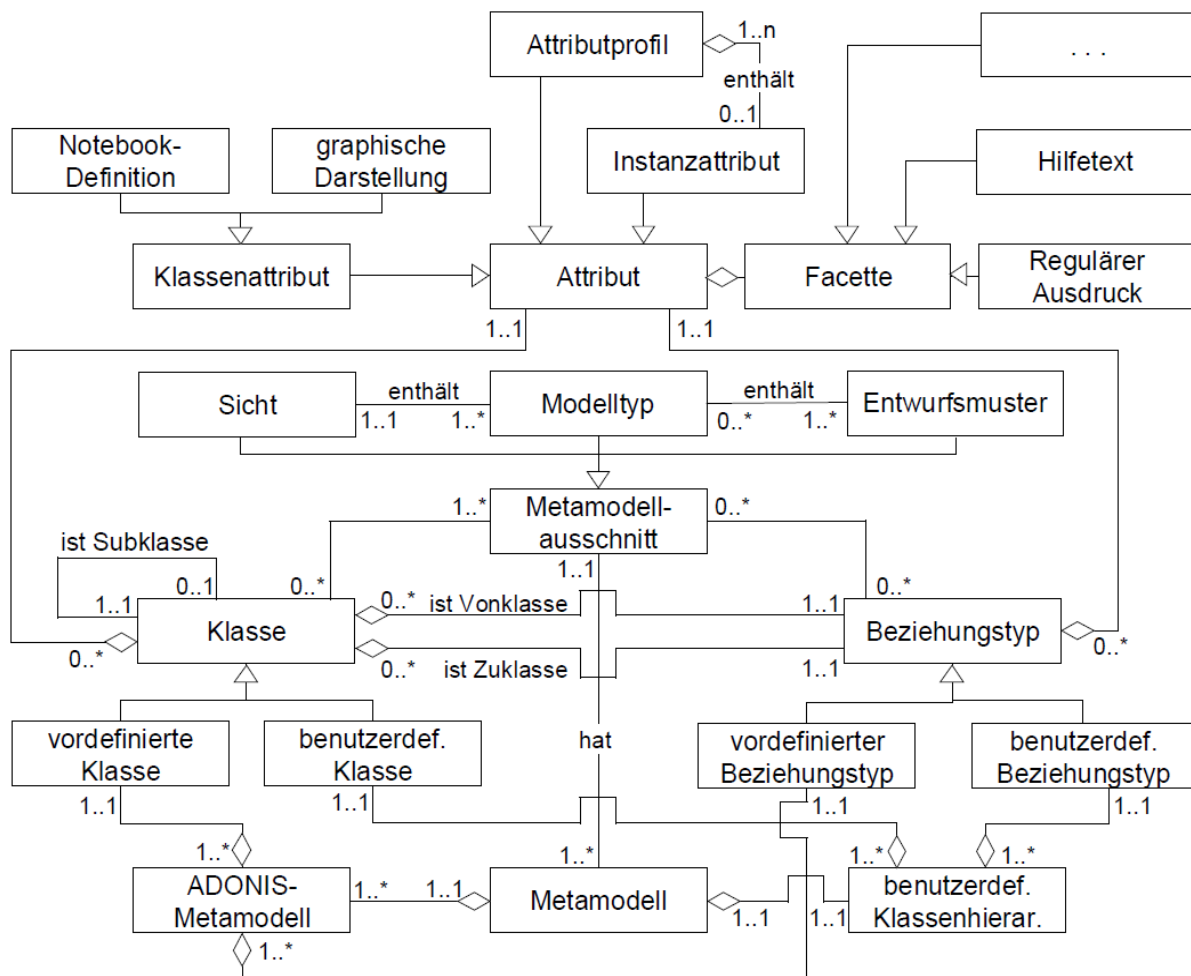 Attributprofil
1..n
. . .
enthält
0..1
Notebook-
Definition
graphische
Darstellung
Instanzattribut
Hilfetext
Klassenattribut
Attribut
Facette
Regulärer
Ausdruck
1..1
1..1
Sicht
enthält
1..1
1..*
Modelltyp
enthält
0..*
1..*
Entwurfsmuster
1..*
Metamodell-
ausschnitt
0..*
ist Subklasse
0..1
1..1
0..*
1..1
0..*
Klasse
0..*
0..*
ist Vonklasse
1..1
Beziehungstyp
0..*
0..*
ist Zuklasse
1..1
vordefinierte
Klasse
benutzerdef.
Klasse
hat
vordefinierter
Beziehungstyp
benutzerdef.
Beziehungstyp
1..1
1..1
1..1
1..1
1..*
1..*
1..*
1..*
ADONIS-
Metamodell
1..*
1..1
Metamodell
1..1
1..1
benutzerdef.
Klassenhierar.
1..*